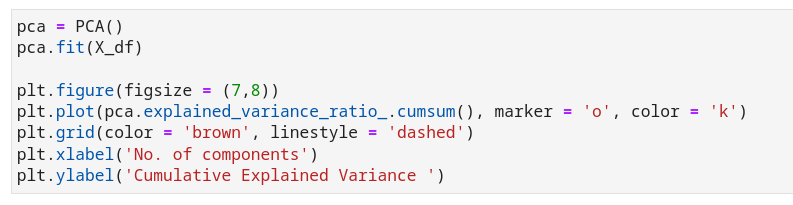 pca = PCA()
pca.fit(X_df)

plt.figure(figsize = (7,8))
plt.plot(pca.explained_variance_ratio_.cumsum(), marker = 'o', color = 'k')
plt.grid(color = 'brown', linestyle = 'dashed')
plt.xlabel('No. of components')
plt.ylabel('Cumulative Explained Variance ')